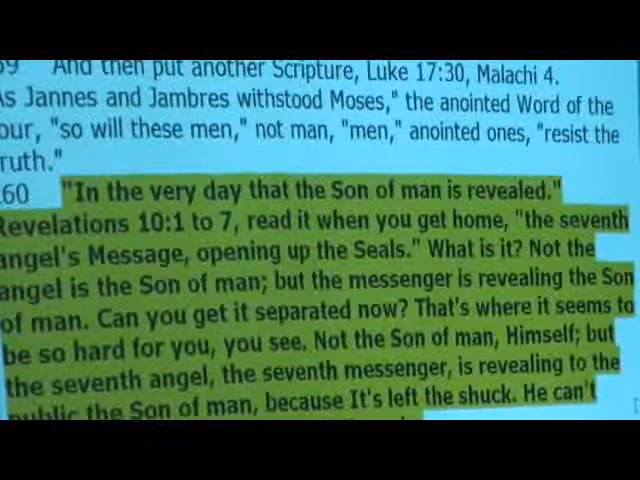 59 And then put another Scripture, Luke 17:30, Malachi 4.
As Jannes and Jambres withstood Moses," the anointed Word of the
our, "so will these men," not man, "men," anointed ones, "resist the
ruth."
260 "In the very day that the Son of man is revealed."
Revelations 10:1 to 7, read it when you get home, "the seventh
angel's Message, opening up the Seals." What is it? Not the
angel is the Son of man; but the messenger is revealing the Son
of man. Can you get it separated now? That's where it seems to
be so hard for you, you see. Not the Son of man, Himself; but
the seventh angel, the seventh messenger, is revealing to the
public the Son of man, because It's left the shuck. He can't